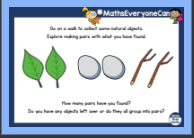 MathsEveryoneCan
Go on a walk to collect some natural objects.
Explore making pairs with what you have found.
How many pairs have you found?
Do you have any objects left over or do they all group into pairs?